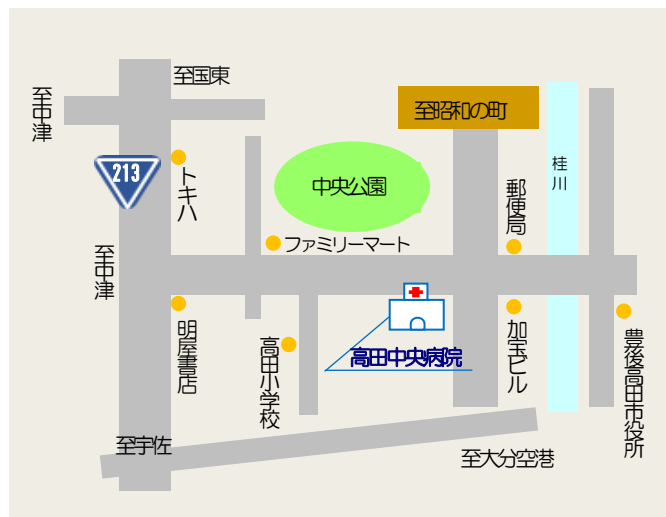 至国東
至中津
至昭和の町
213
トキハ
中央公園
郵便局
桂川
至中津
ファミリーマート
明屋書店
高田小学校
高田中央病院
加宝ビル
豊後高田市役所
至宇佐
至大分空港